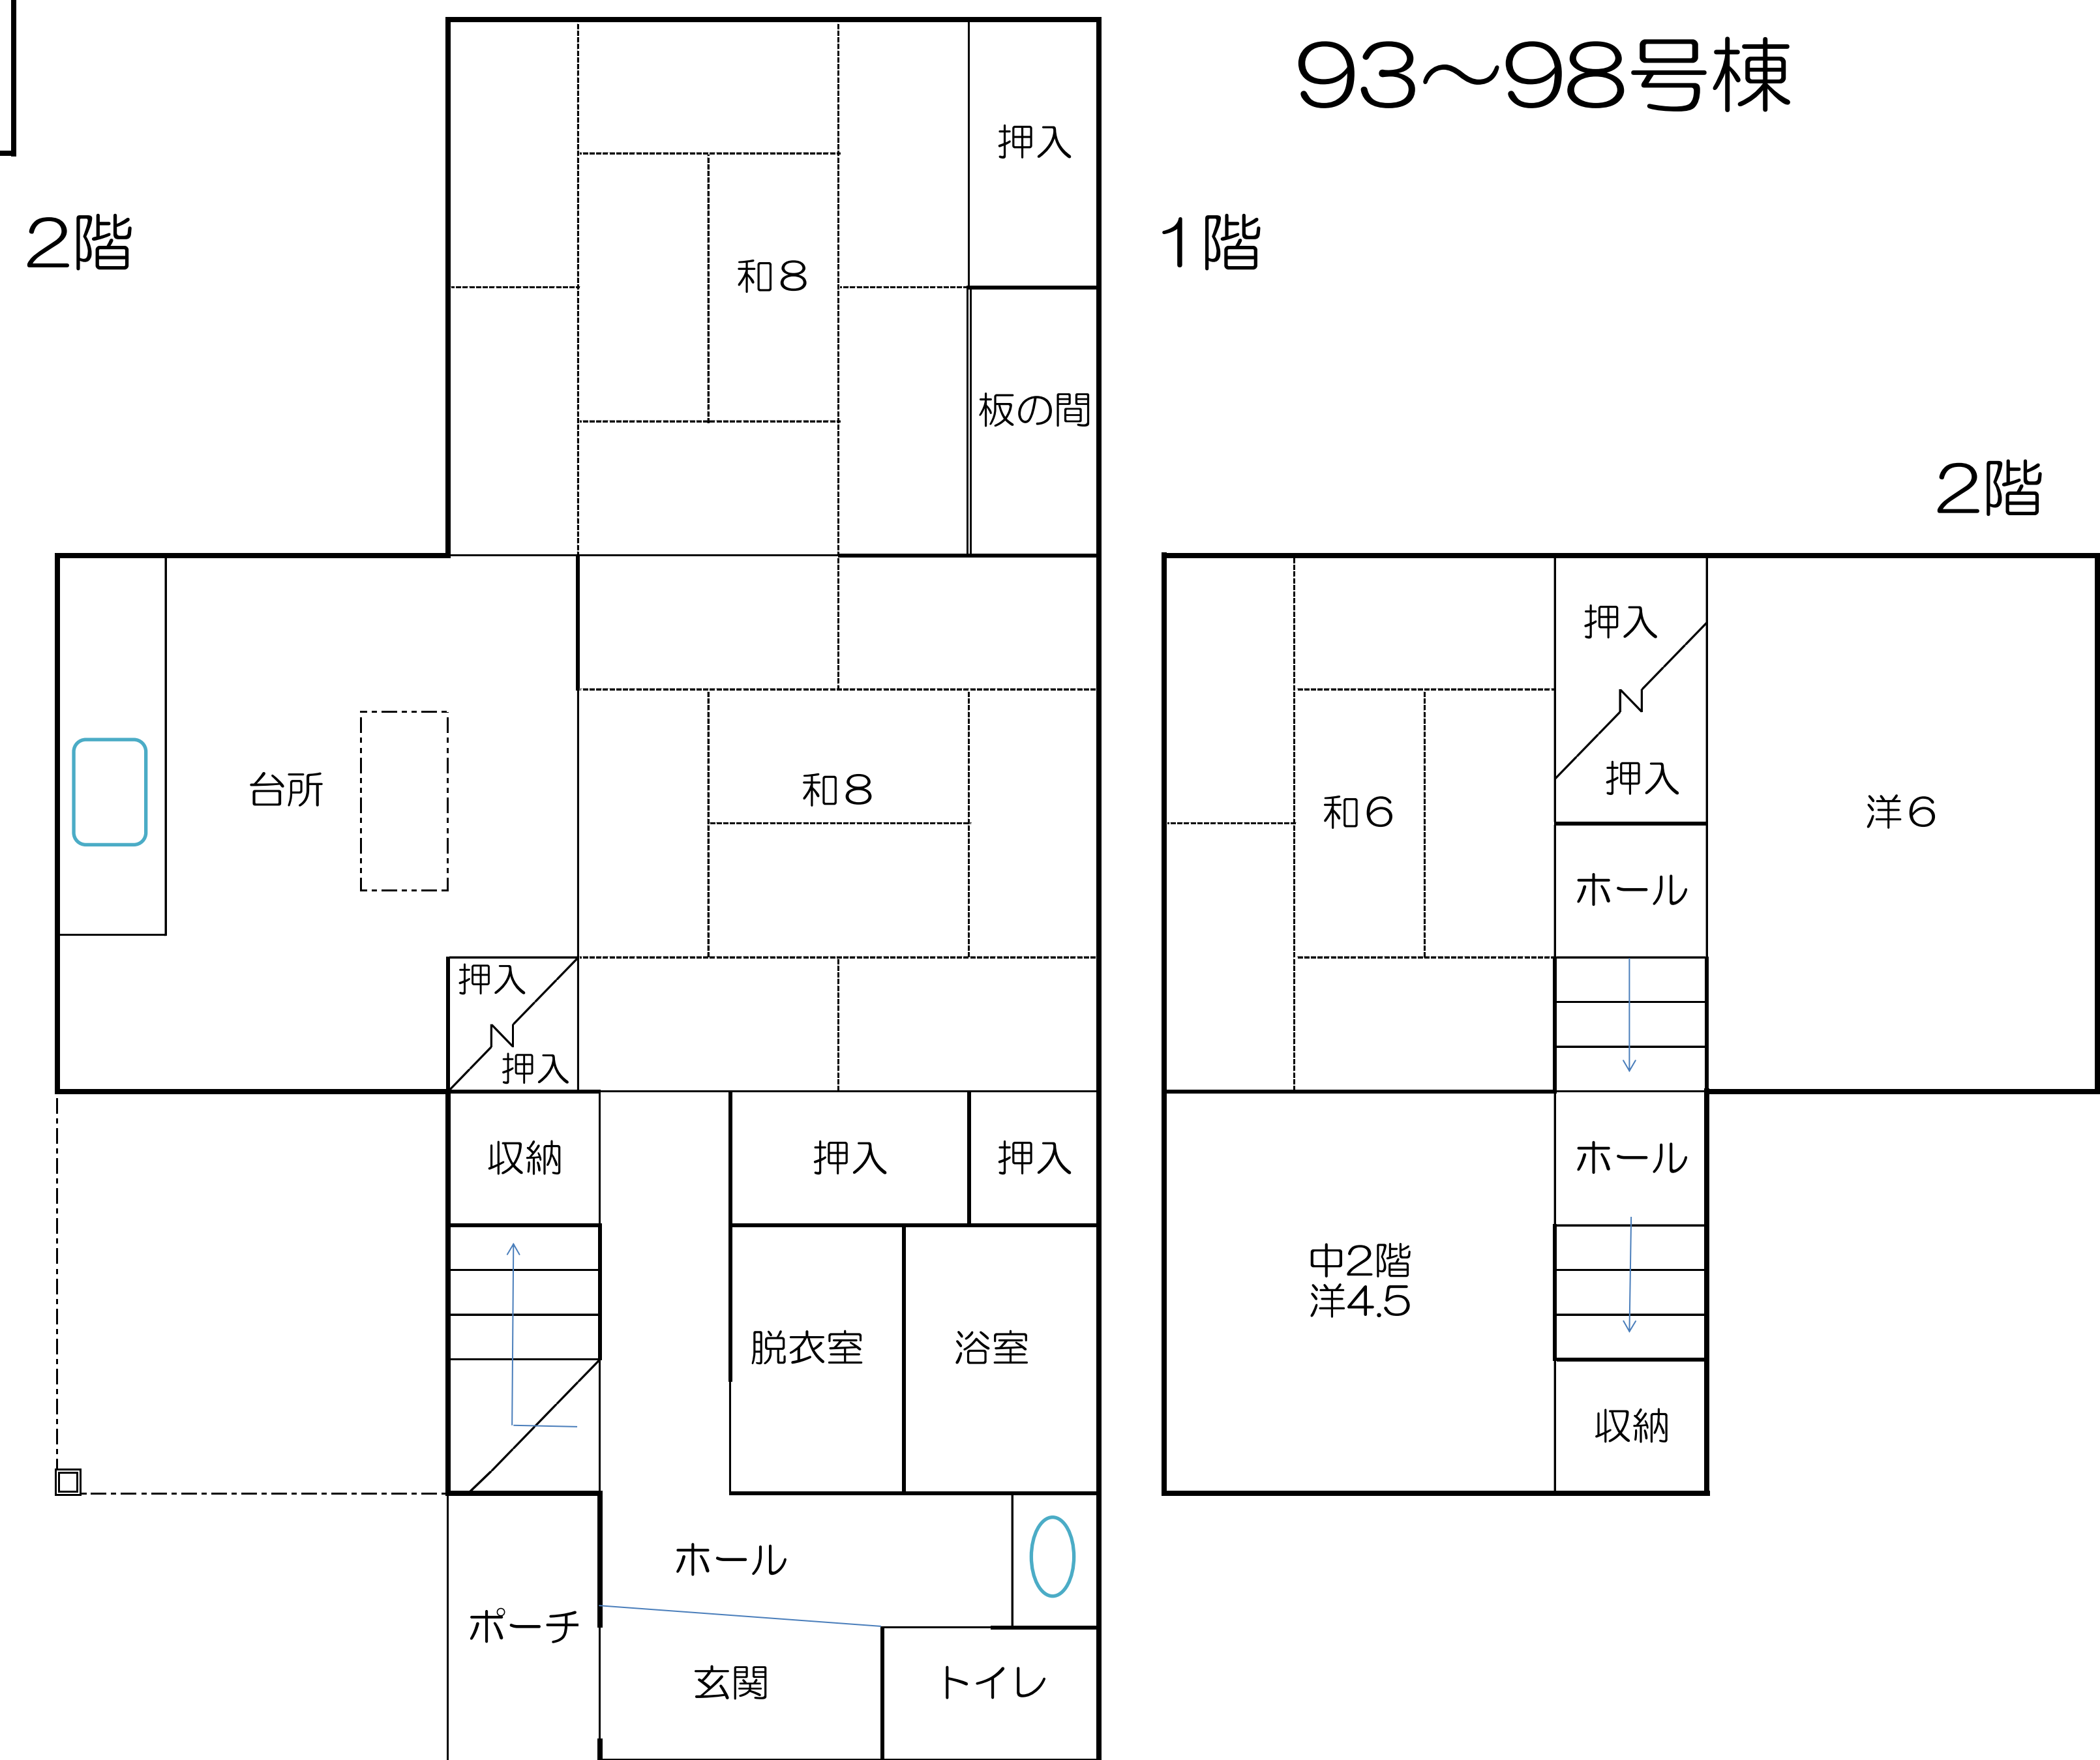 93～98号棟
2階
1階
2階
押入
和8
板の間
台所
和8
押入
押入
収納
押入
押入
脱衣室
浴室
ホール
ポーチ
玄関
トイレ
押入
押入
和6
洋6
ホール
ホール
中2階
洋4.5
収納